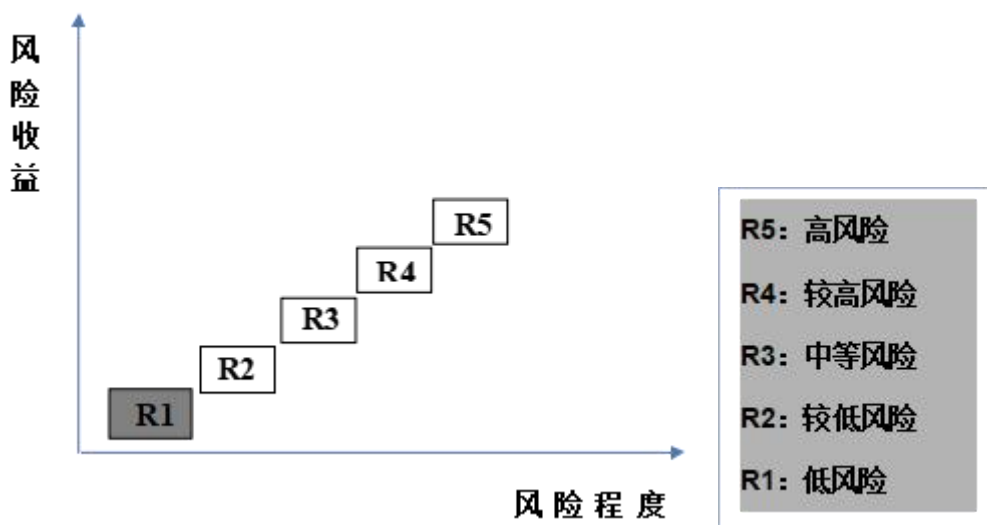 风险收益
R5
R4
R3
R2
R1
风险程度
R5：高风险
R4：较高风险
R3：中等风险
R2：较低风险
R1：低风险